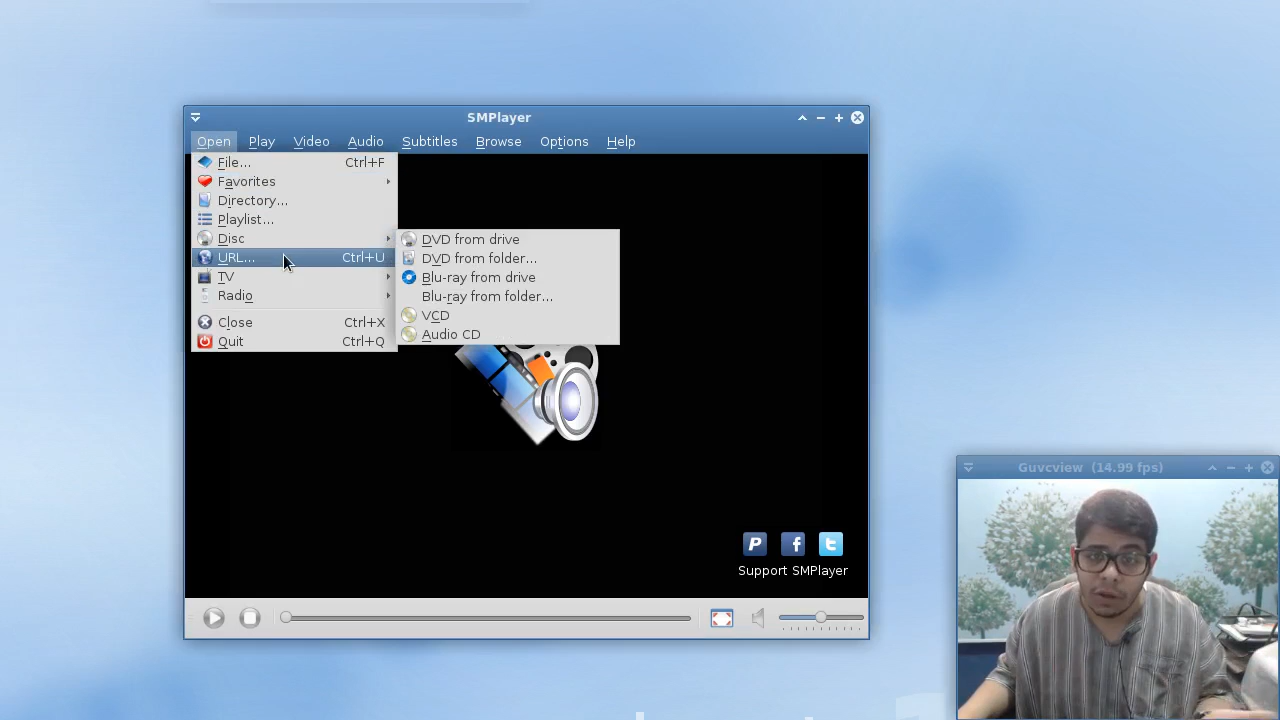 SMPlayer
Open Play Video Audio Subtitles Browse Options Help
File... Ctrl+F
Favorites
Directory...
Playlist...
Disc
URL... Ctrl+U
TV
Radio
Close Ctrl+X
Quit Ctrl+Q
DVD from drive
DVD from folder...
Blu-ray from drive
Blu-ray from folder...
VCD
Audio CD
Support SMPlayer
Guvcview (14.99 fps)